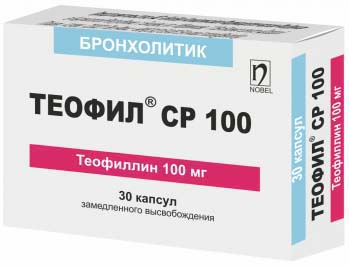 БРОНХОЛИТИК
NOBEL
ТЕОФИЛ® СР 100
Теофиллин 100 мг
30 капсул
замедленного высвобождения
30 капсул
ТЕОФИЛ® СР 100
Теофиллин 100 мг